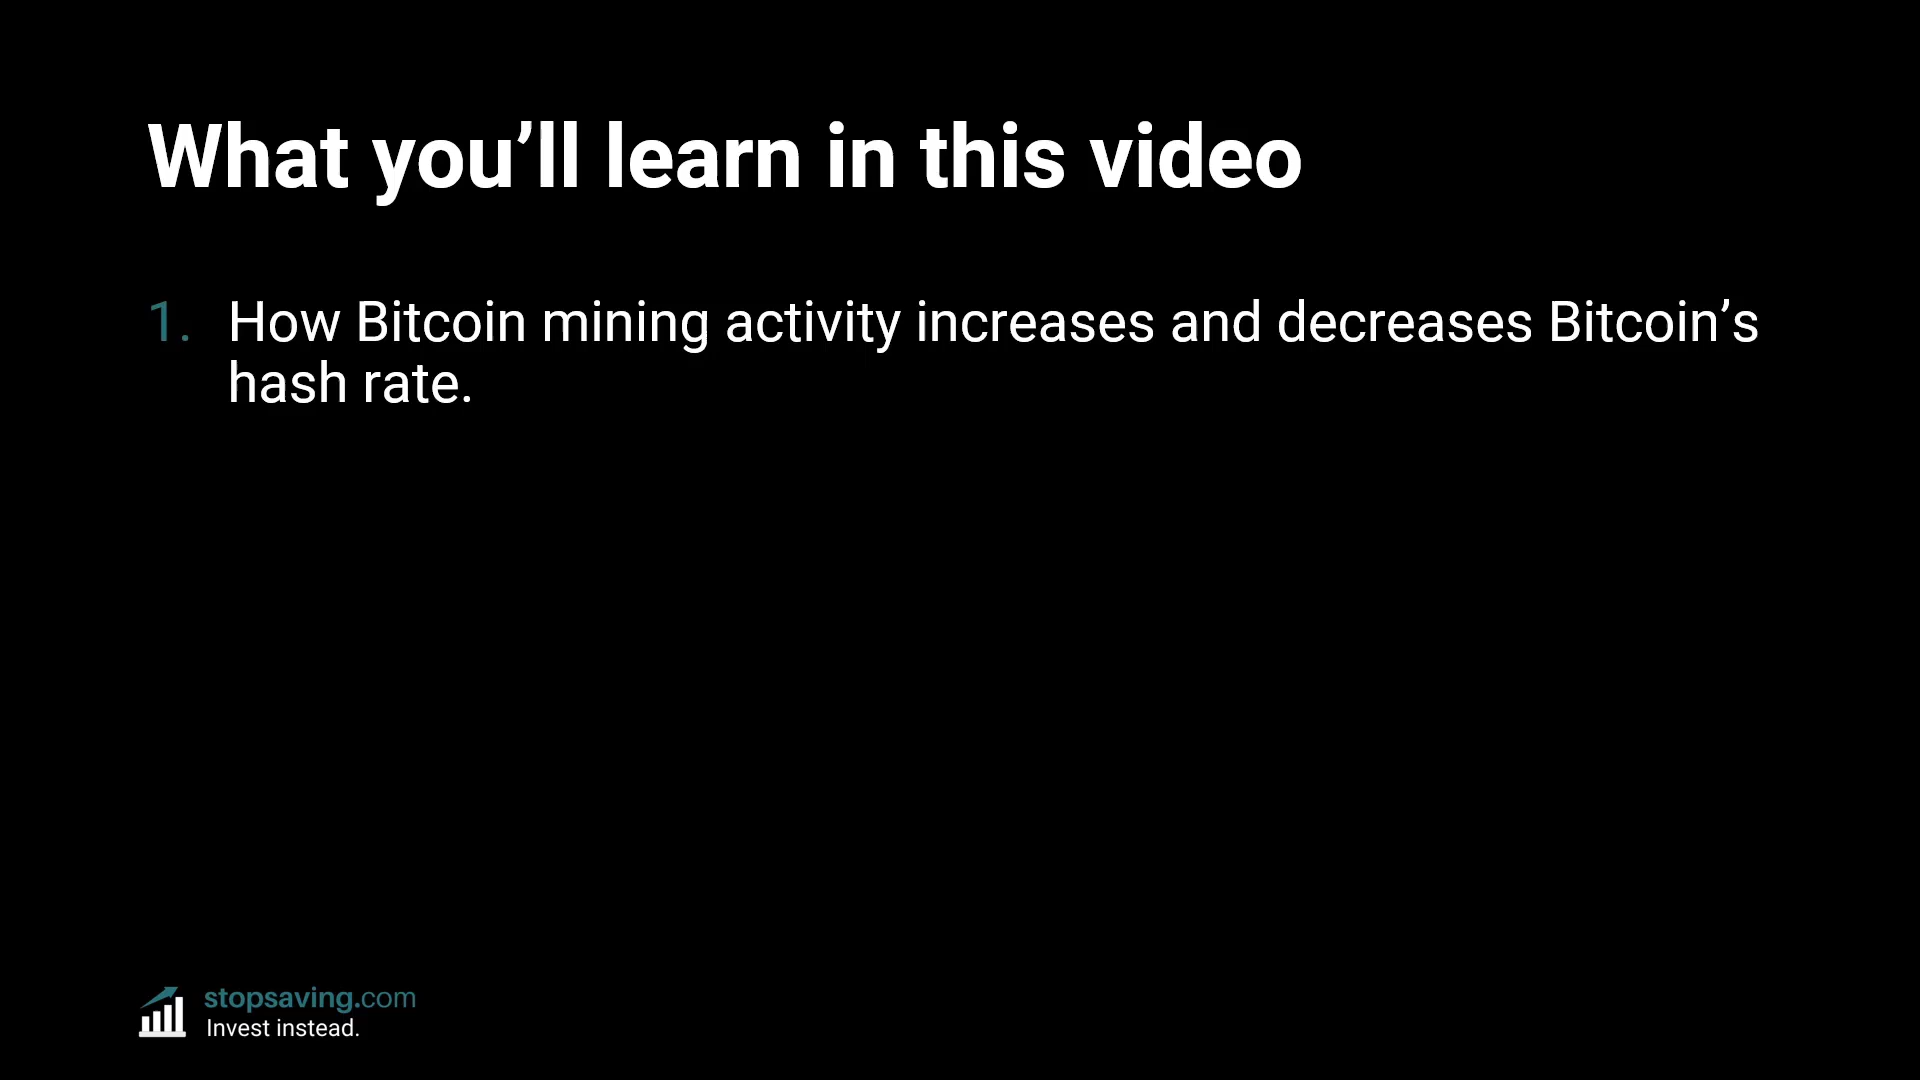 What you’ll learn in this video
1. How Bitcoin mining activity increases and decreases Bitcoin’s
hash rate.
stopsaving.com
Invest instead.